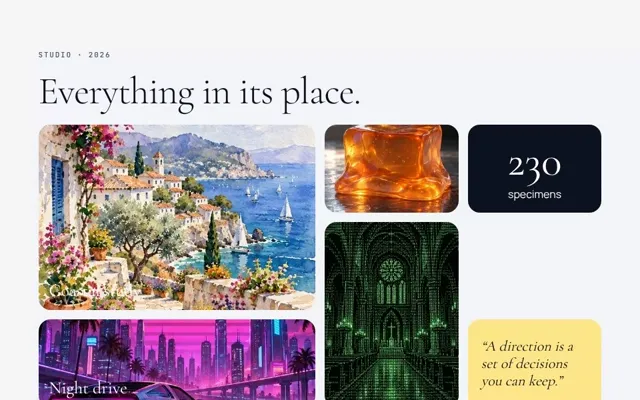 STUDIO · 2026
Everything in its place.
230
specimens
“A direction is a
set of decisions
you can keep.”
Night drive